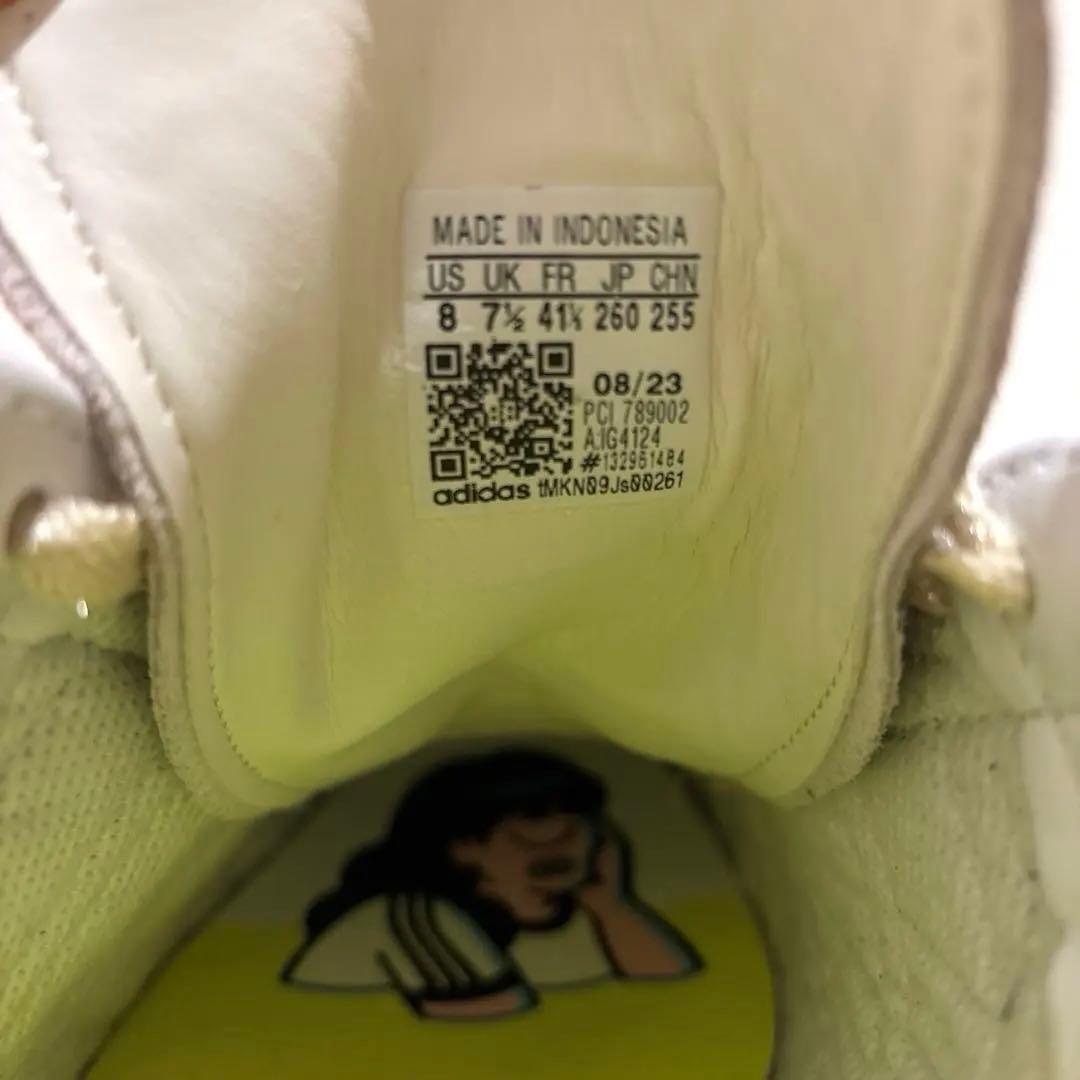 MADE IN INDONESIA
US UK FR JP CHN
8 7½ 41⅓ 260 255
08/23
PCI 789002
A:IG4124
#132961484
adidas tMKN09Js00261